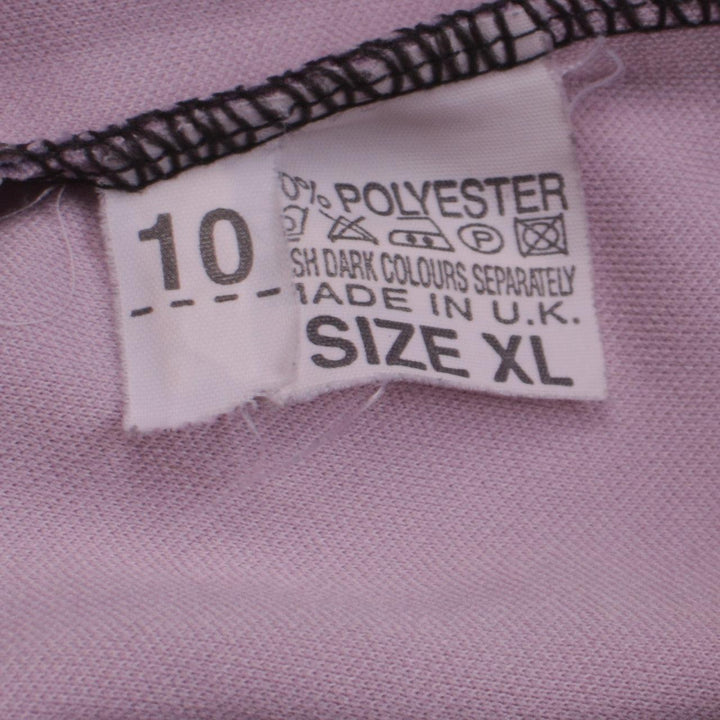 10
0% POLYESTER
P
SH DARK COLOURS SEPARATELY
MADE IN U.K.
SIZE XL